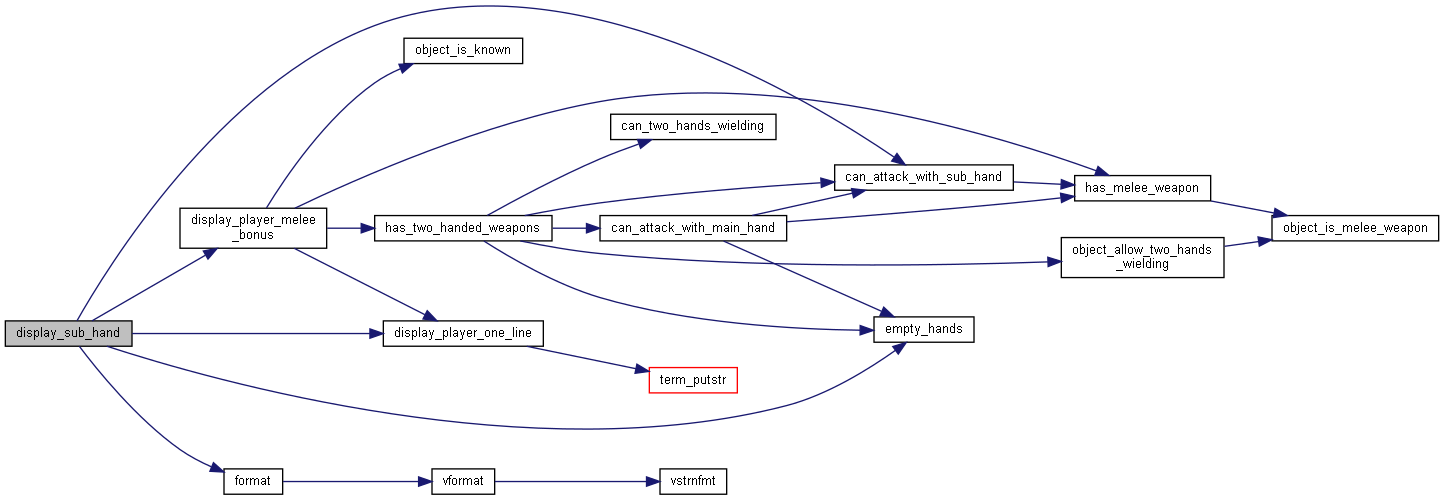 object_is_known
can_two_hands_wielding
can_attack_with_sub_hand
has_melee_weapon
display_player_melee
_bonus
has_two_handed_weapons
can_attack_with_main_hand
object_is_melee_weapon
object_allow_two_hands
_wielding
display_sub_hand
display_player_one_line
empty_hands
term_putstr
format
vformat
vstrnfmt